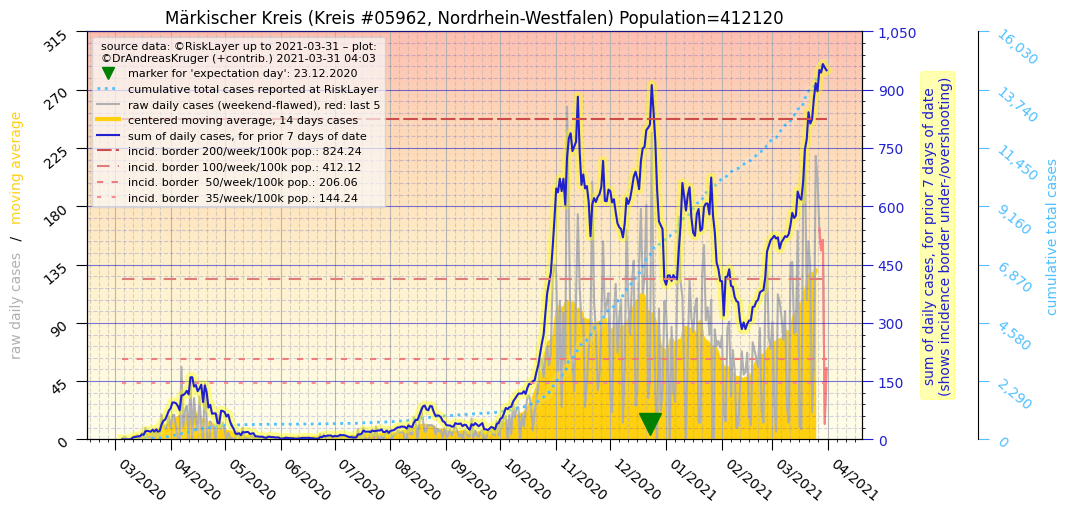 Märkischer Kreis (Kreis #05962, Nordrhein-Westfalen) Population=412120
source data: ©RiskLayer up to 2021-03-31 – plot:
©DrAndreasKruger (+contrib.) 2021-03-31 04:03
marker for 'expectation day': 23.12.2020
cumulative total cases reported at RiskLayer
raw daily cases (weekend-flawed), red: last 5
centered moving average, 14 days cases
sum of daily cases, for prior 7 days of date
incid. border 200/week/100k pop.: 824.24
incid. border 100/week/100k pop.: 412.12
incid. border  50/week/100k pop.: 206.06
incid. border  35/week/100k pop.: 144.24
raw daily cases   /   moving average
315
270
225
180
135
90
45
0
03/2020
04/2020
05/2020
06/2020
07/2020
08/2020
09/2020
10/2020
11/2020
12/2020
01/2021
02/2021
03/2021
04/2021
1,050
900
750
600
450
300
150
0
sum of daily cases, for prior 7 days of date
(shows incidence border under-/overshooting)
16,030
13,740
11,450
9,160
6,870
4,580
2,290
0
cumulative total cases